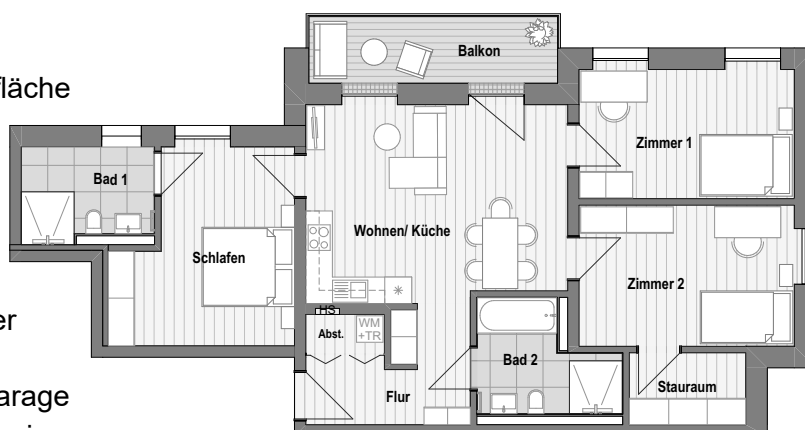 Balkon
fläche
Zimmer 1
Bad 1
Wohnen/ Küche
Schlafen
Zimmer 2
HS
er
WM
+TR
Abst.
Bad 2
Stauraum
arage
Flur